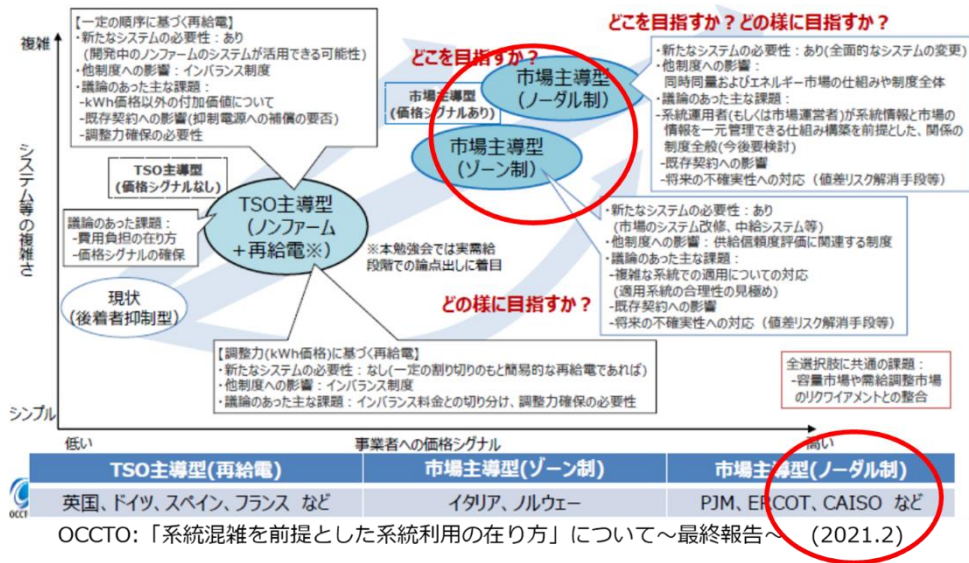 複雑
システム等の複雑さ
シンプル
【一定の順序に基づく再給電】
・新たなシステムの必要性：あり
(開発中のノンファームのシステムが活用できる可能性)
・他制度への影響：インバランス制度
・議論のあった主な課題：
-kWh価格以外の付加価値について
-既存契約への影響(抑制電源への補償の要否)
-調整力確保の必要性
TSO主導型
(価格シグナルなし)
議論のあった課題：
-費用負担の在り方
-価格シグナルの確保
現状
(後着者抑制型)
TSO主導型
(ノンファーム
+再給電※)
※本勉強会では実需給
段階での論点出しに着目
どこを目指すか？
市場主導型
(価格シグナルあり)
市場主導型
(ノーダル制)
市場主導型
(ゾーン制)
どこを目指すか？どの様に目指すか？
・新たなシステムの必要性：あり(全面的なシステムの変更)
・他制度への影響：
同時同量およびエネルギー市場の仕組みや制度全体
・議論のあった主な課題：
-系統運用者(もしくは市場運営者)が系統情報と市場の
情報を一元管理できる仕組み構築を前提とした、関係の
制度全般(今後要検討)
-既存契約への影響
-将来の不確実性への対応（値差リスク解消手段等）
・新たなシステムの必要性：あり
(市場のシステム改修、中給システム等)
・他制度への影響：供給信頼度評価に関連する制度
・議論のあった主な課題：
-複雑な系統での適用についての対応
(適用系統の合理性の見極め)
-既存契約への影響
-将来の不確実性への対応（値差リスク解消手段等）
どの様に目指すか？
【調整力(kWh価格)に基づく再給電】
・新たなシステムの必要性：なし(一定の割り切りのもと簡易的な再給電であれば)
・他制度への影響：インバランス制度
・議論のあった主な課題：インバランス料金との切り分け、調整力確保の必要性
全選択肢に共通の課題：
-容量市場や需給調整市場
のリクワイアメントとの整合
低い
事業者への価格シグナル
高い
TSO主導型(再給電)
市場主導型(ゾーン制)
市場主導型(ノーダル制)
英国、ドイツ、スペイン、フランス など
イタリア、ノルウェー
PJM、ERCOT、CAISO など
OCCTO:「系統混雑を前提とした系統利用の在り方」について～最終報告～ (2021.2)